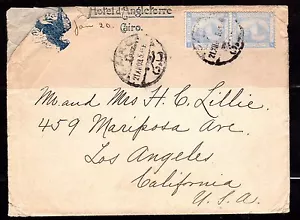 Hotel d'Angleterre
Cairo.
Jan 20
Mr. and Mrs H. C. Lillie,
459 Mariposa Ave.
Los Angeles
California
U.S.A.